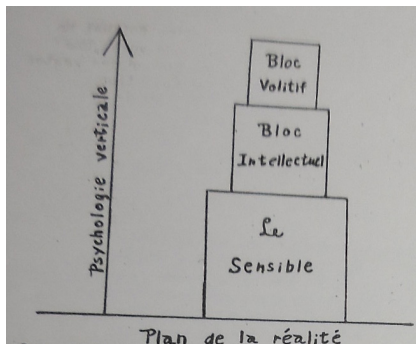 Bloc
Volitif
Bloc
Intellectuel
Le
Sensible
Psychologie verticale
Plan de la réalité